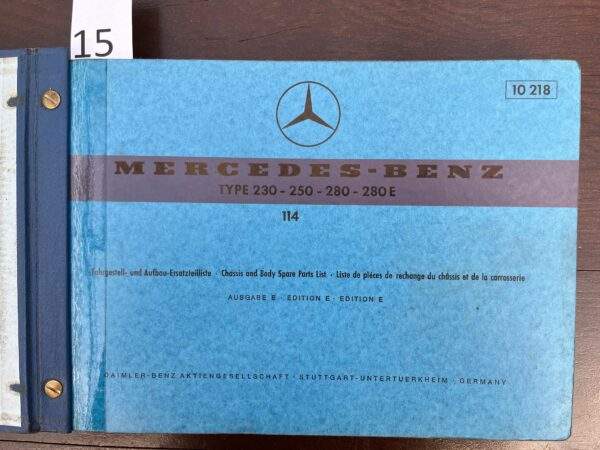 15
10 218
MERCEDES-BENZ
TYPE 230 - 250 - 280 - 280 E
114
Fahrgestell- und Aufbau-Ersatzteilliste · Chassis and Body Spare Parts List · Liste de pièces de rechange du châssis et de la carrosserie
AUSGABE E · EDITION E · EDITION E
DAIMLER-BENZ AKTIENGESELLSCHAFT · STUTTGART-UNTERTUERKHEIM · GERMANY